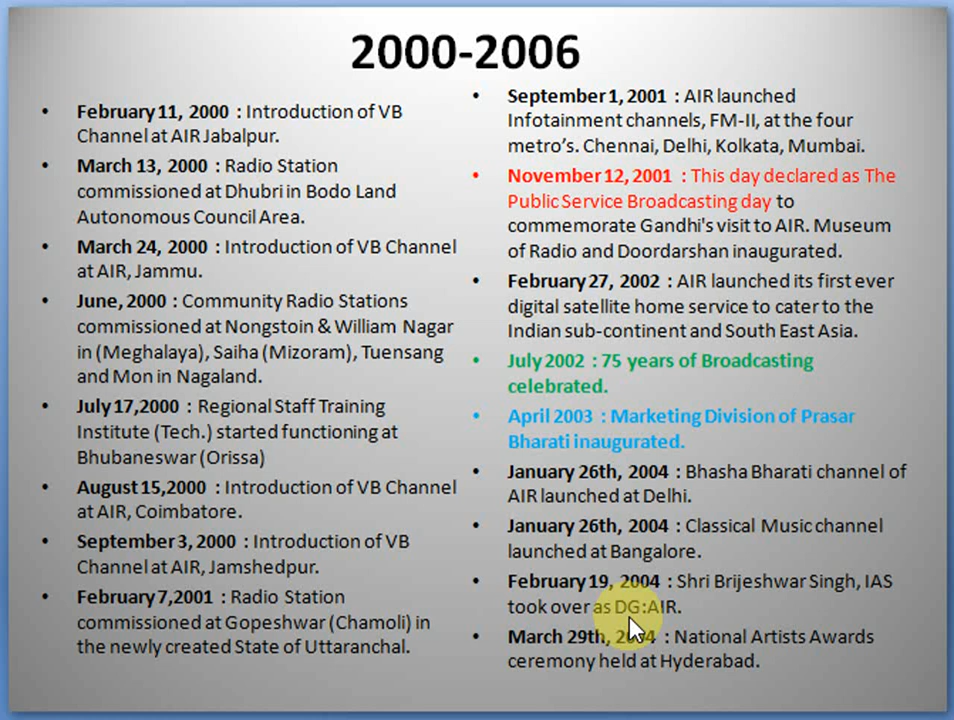 2000-2006
• February 11, 2000 : Introduction of VB
Channel at AIR Jabalpur.
• March 13, 2000 : Radio Station
commissioned at Dhubri in Bodo Land
Autonomous Council Area.
• March 24, 2000 : Introduction of VB Channel
at AIR, Jammu.
• June, 2000 : Community Radio Stations
commissioned at Nongstoin & William Nagar
in (Meghalaya), Saiha (Mizoram), Tuensang
and Mon in Nagaland.
• July 17,2000 : Regional Staff Training
Institute (Tech.) started functioning at
Bhubaneswar (Orissa)
• August 15,2000 : Introduction of VB Channel
at AIR, Coimbatore.
• September 3, 2000 : Introduction of VB
Channel at AIR, Jamshedpur.
• February 7,2001 : Radio Station
commissioned at Gopeshwar (Chamoli) in
the newly created State of Uttaranchal.
• September 1, 2001 : AIR launched
Infotainment channels, FM-II, at the four
metro's. Chennai, Delhi, Kolkata, Mumbai.
• November 12, 2001 : This day declared as The
Public Service Broadcasting day to
commemorate Gandhi's visit to AIR. Museum
of Radio and Doordarshan inaugurated.
• February 27, 2002 : AIR launched its first ever
digital satellite home service to cater to the
Indian sub-continent and South East Asia.
• July 2002 : 75 years of Broadcasting
celebrated.
• April 2003 : Marketing Division of Prasar
Bharati inaugurated.
• January 26th, 2004 : Bhasha Bharati channel of
AIR launched at Delhi.
• January 26th, 2004 : Classical Music channel
launched at Bangalore.
• February 19, 2004 : Shri Brijeshwar Singh, IAS
took over as DG:AIR.
• March 29th, 2004 : National Artists Awards
ceremony held at Hyderabad.